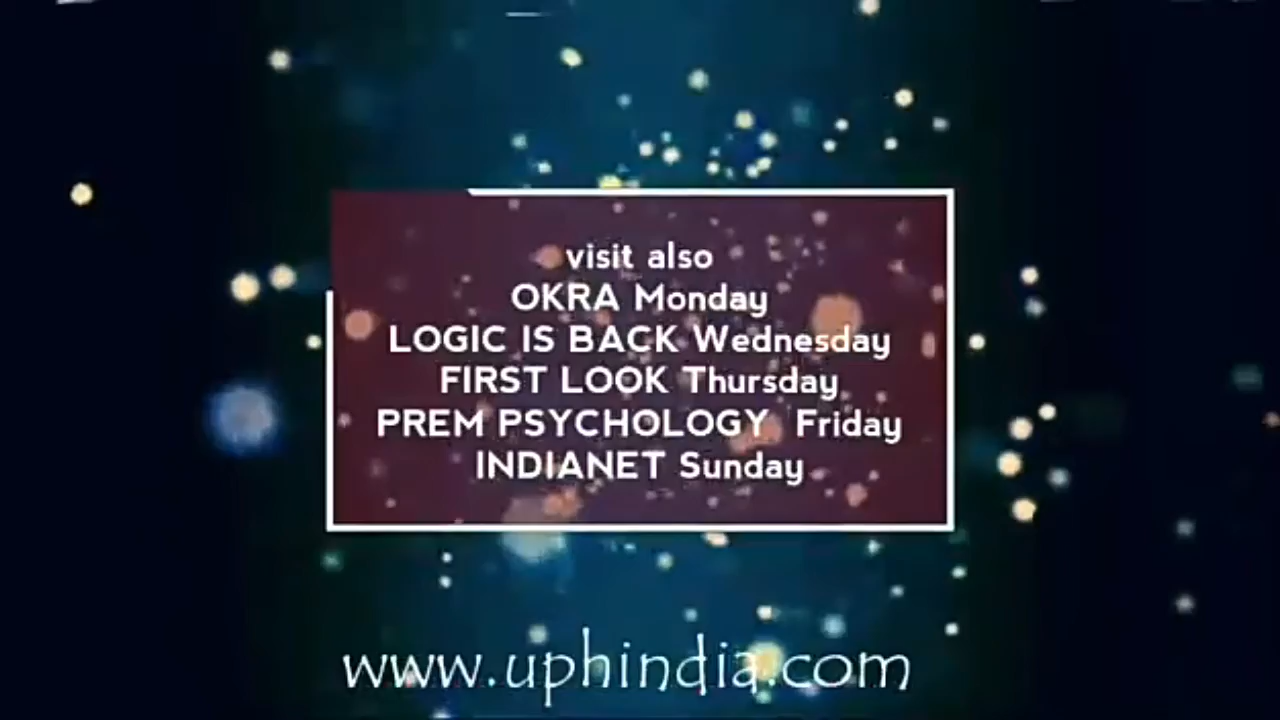 visit also
OKRA Monday
LOGIC IS BACK Wednesday
FIRST LOOK Thursday
PREM PSYCHOLOGY Friday
INDIANET Sunday
www.uphindia.com